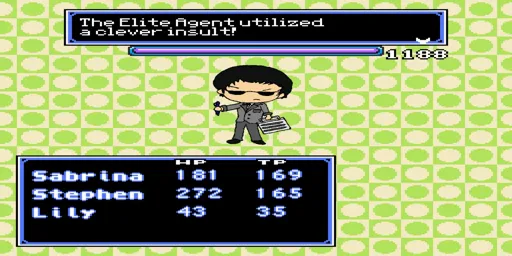 The Elite Agent utilized
a clever insult!
1188
HP TP
Sabrina 181 169
Stephen 272 165
Lily 43 35